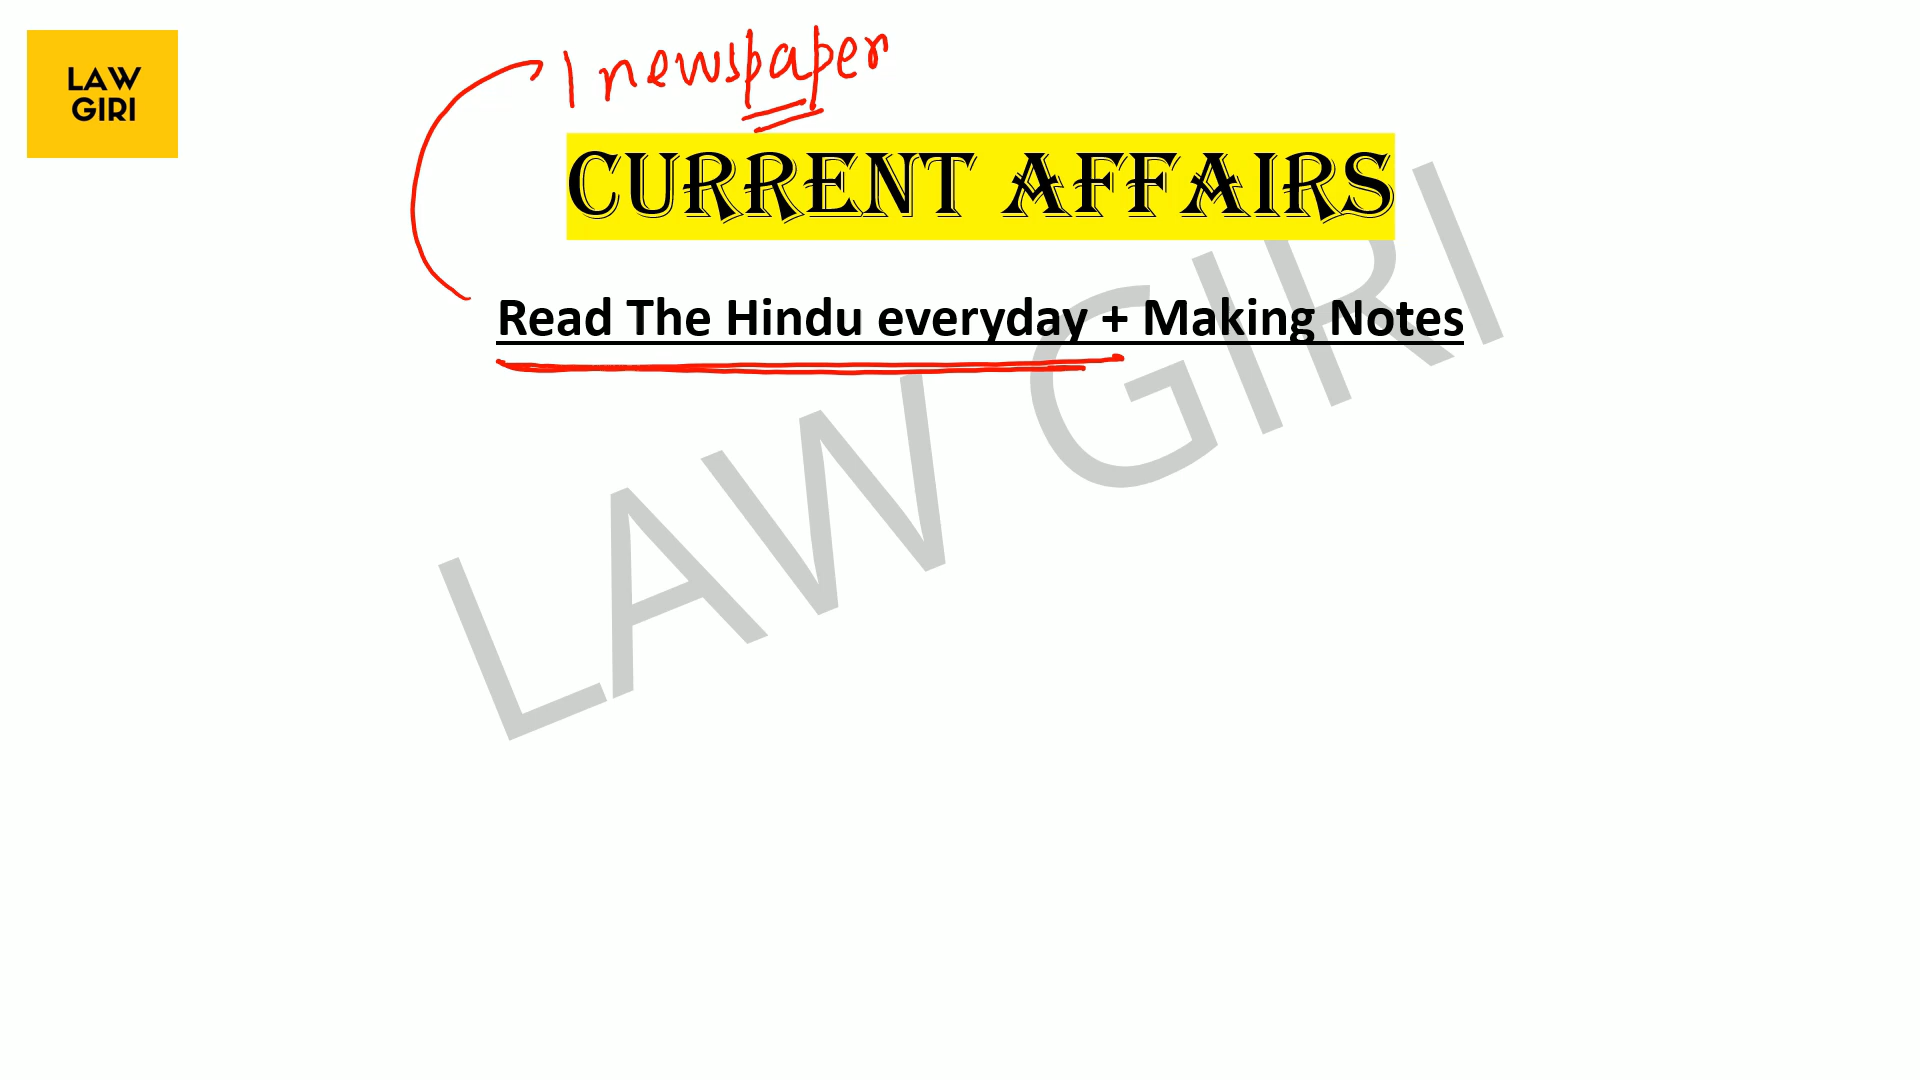 LAW
GIRI
1 newspaper
CURRENT AFFAIRS
Read The Hindu everyday + Making Notes
LAW GIRI